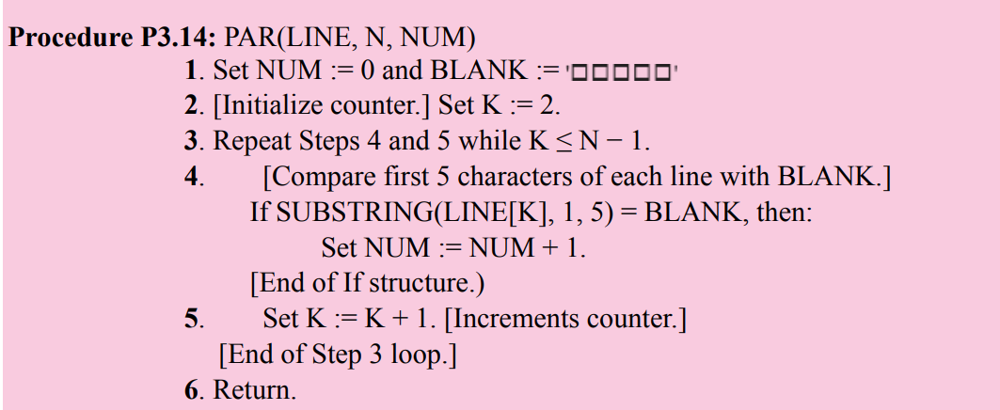 Procedure P3.14: PAR(LINE, N, NUM)
1. Set NUM := 0 and BLANK := '□□□□□'
2. [Initialize counter.] Set K := 2.
3. Repeat Steps 4 and 5 while K ≤ N − 1.
4. [Compare first 5 characters of each line with BLANK.]
If SUBSTRING(LINE[K], 1, 5) = BLANK, then:
Set NUM := NUM + 1.
[End of If structure.)
5. Set K := K + 1. [Increments counter.]
[End of Step 3 loop.]
6. Return.